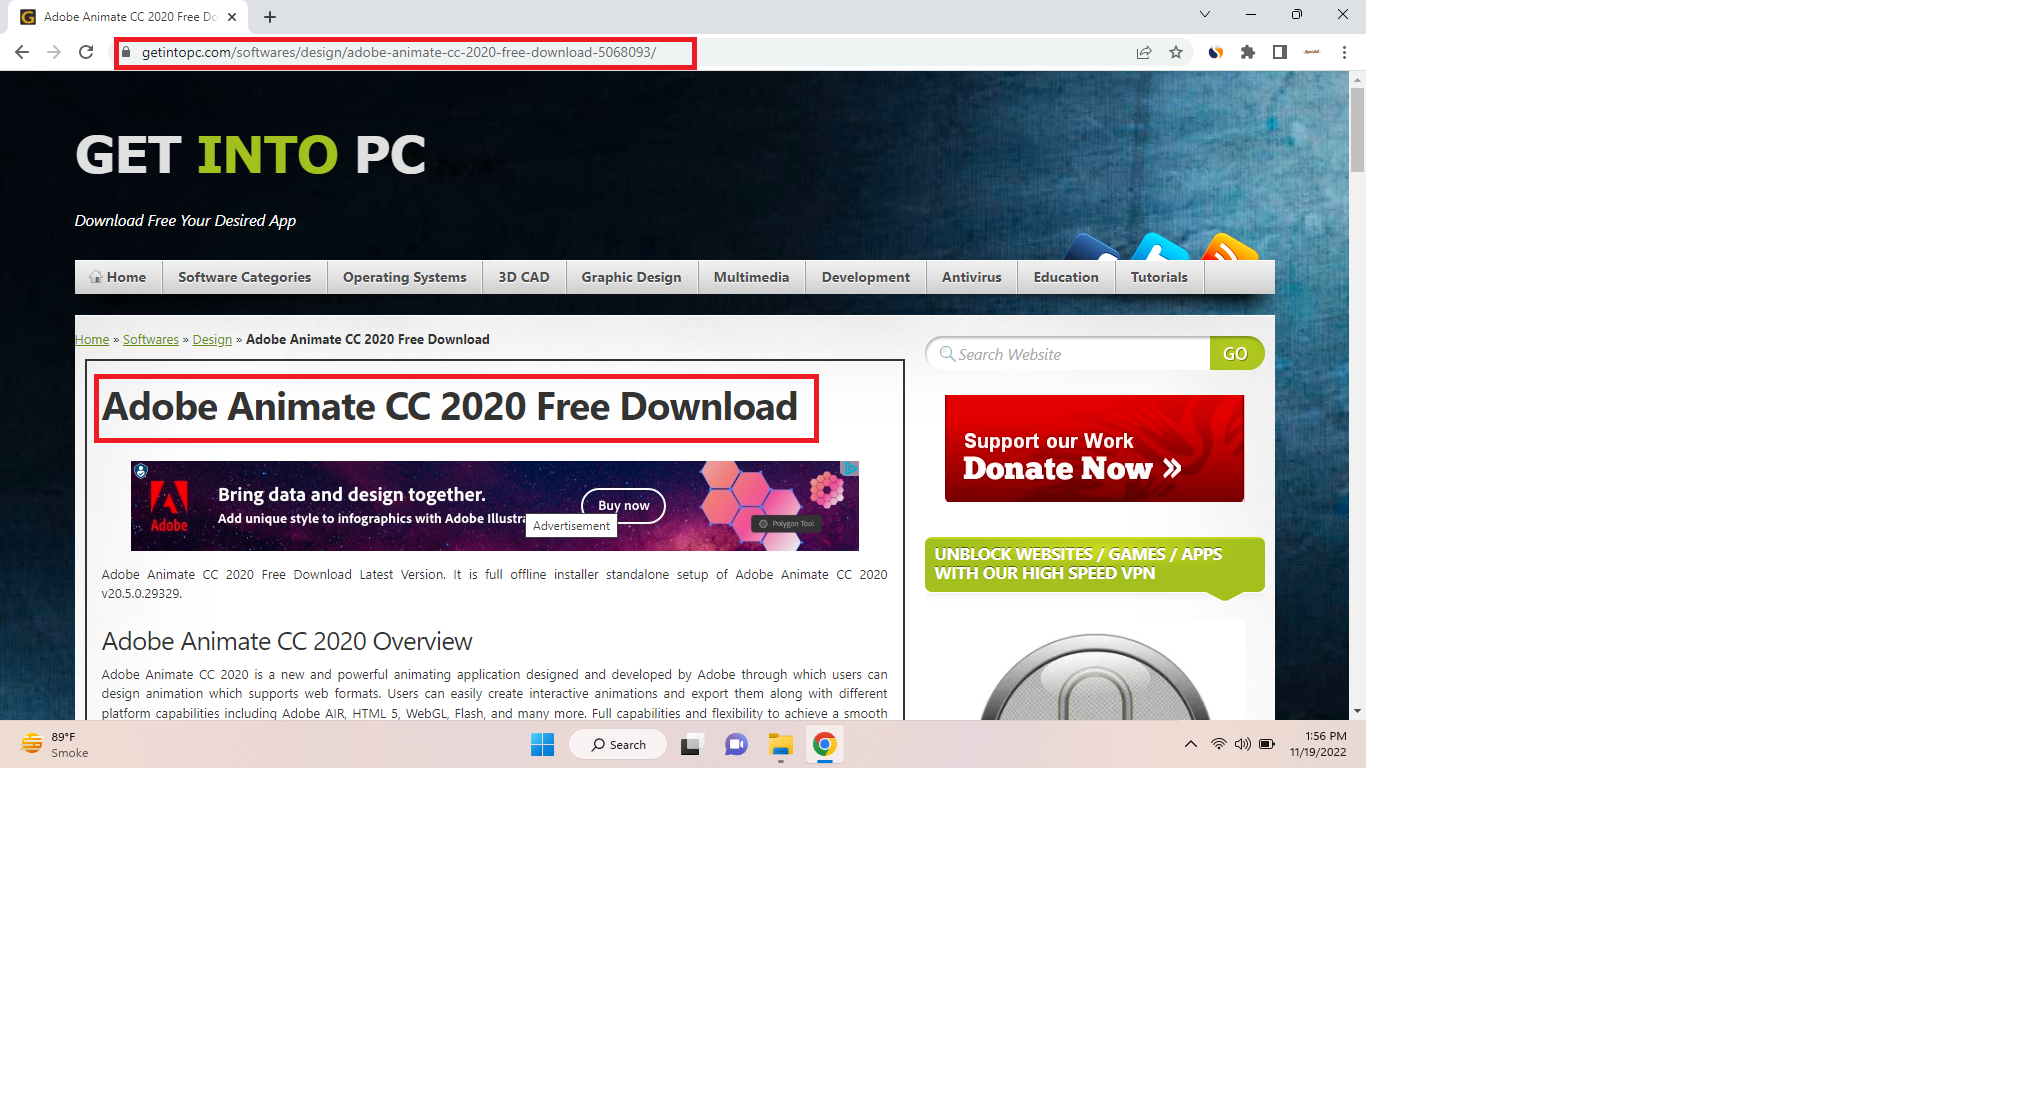 Adobe Animate CC 2020 Free Do
getintopc.com/softwares/design/adobe-animate-cc-2020-free-download-5068093/
GET INTO PC
Download Free Your Desired App
Home Software Categories Operating Systems 3D CAD Graphic Design Multimedia Development Antivirus Education Tutorials
Home » Softwares » Design » Adobe Animate CC 2020 Free Download
Search Website GO
Adobe Animate CC 2020 Free Download
Support our Work
Donate Now »
Bring data and design together.
Add unique style to infographics with Adobe Illustra
Adobe
Buy now
Advertisement
Polygon Tool
UNBLOCK WEBSITES / GAMES / APPS
WITH OUR HIGH SPEED VPN
Adobe Animate CC 2020 Free Download Latest Version. It is full offline installer standalone setup of Adobe Animate CC 2020
v20.5.0.29329.
Adobe Animate CC 2020 Overview
Adobe Animate CC 2020 is a new and powerful animating application designed and developed by Adobe through which users can
design animation which supports web formats. Users can easily create interactive animations and export them along with different
platform capabilities including Adobe AIR, HTML 5, WebGL, Flash, and many more. Full capabilities and flexibility to achieve a smooth
89°F
Smoke
Search
1:56 PM
11/19/2022